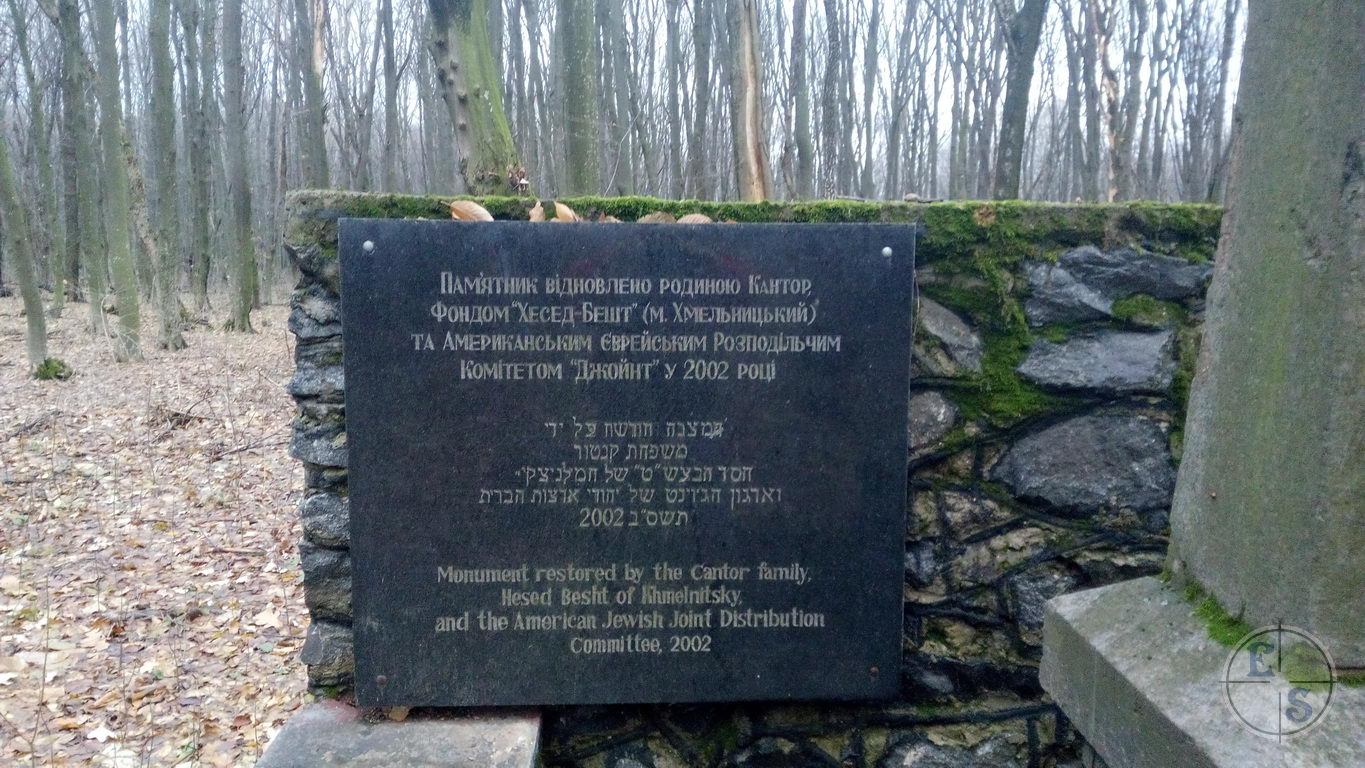 Пам'ятник відновлено родиною Кантор,
Фондом "Хесед-Бешт" (м. Хмельницький)
та Американським Єврейським Розподільчим
Комітетом "Джойнт" у 2002 році
המצבה חודשה על ידי
משפחת קנטור
חסד הבעש"ט של חמלניצקי
וארגון הג'וינט של יהודי ארצות הברית
תשס"ב 2002
Monument restored by the Cantor family,
Hesed Besht of Khmelnitsky,
and the American Jewish Joint Distribution
Committee, 2002
E
S